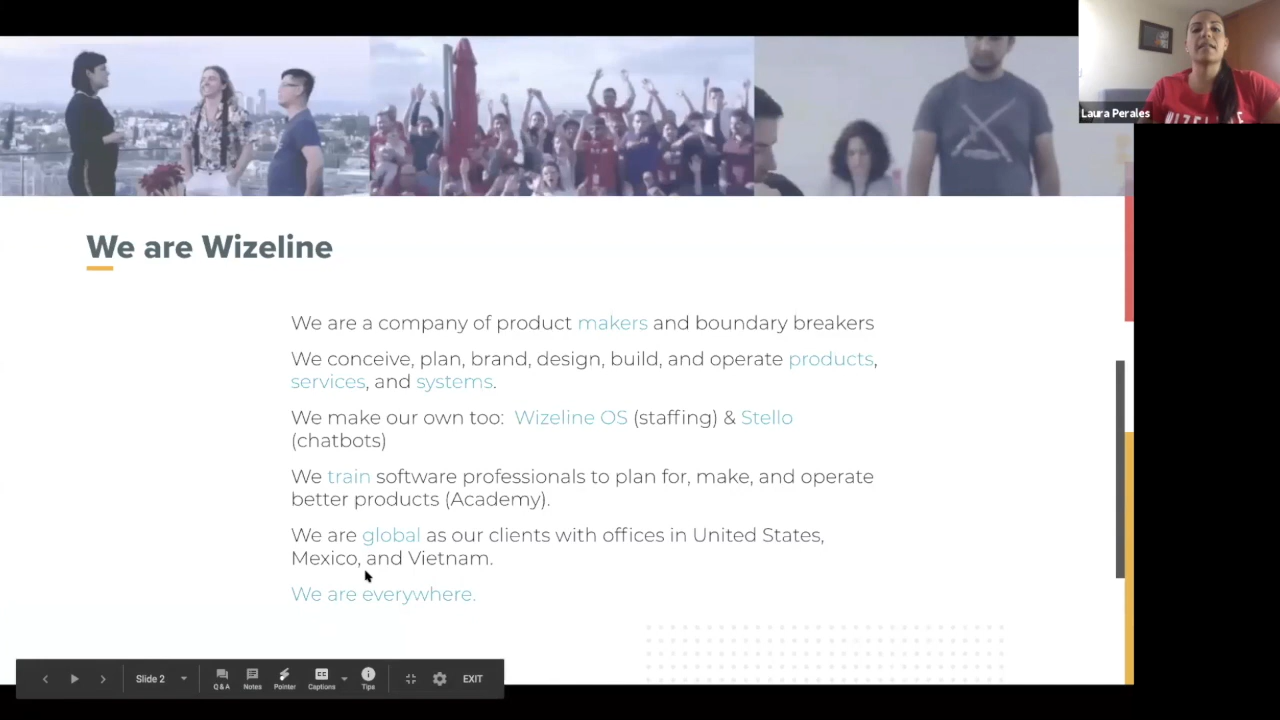 Laura Perales
WIZELINE
We are Wizeline
We are a company of product makers and boundary breakers
We conceive, plan, brand, design, build, and operate products,
services, and systems.
We make our own too: Wizeline OS (staffing) & Stello
(chatbots)
We train software professionals to plan for, make, and operate
better products (Academy).
We are global as our clients with offices in United States,
Mexico, and Vietnam.
We are everywhere.
Slide 2
Q & A
Notes
Pointer
CC
Captions
Tips
EXIT